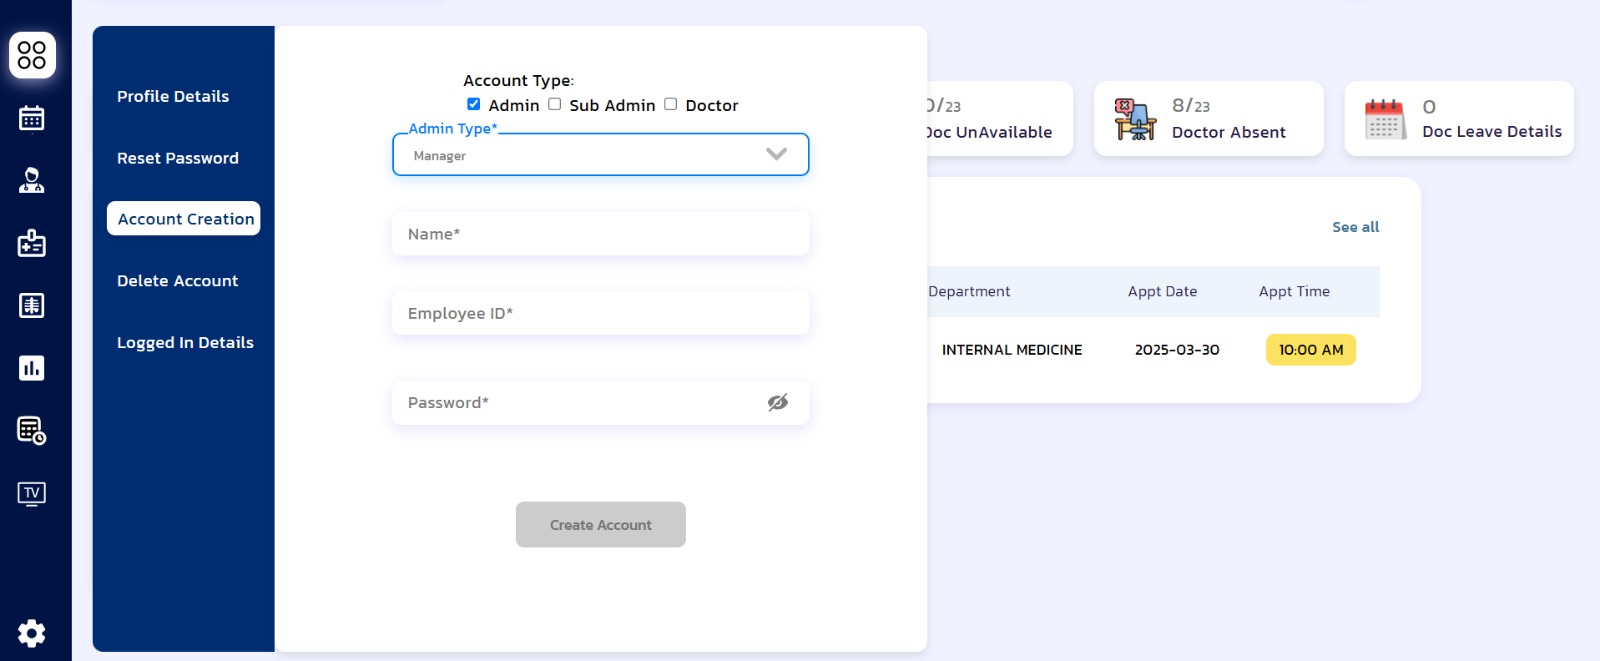 Profile Details
Reset Password
Account Creation
Delete Account
Logged In Details
TV
Account Type:
Admin Sub Admin Doctor
Admin Type*
Manager
Name*
Employee ID*
Password*
Create Account
/23
Doc UnAvailable
8/23
Doctor Absent
0
Doc Leave Details
See all
Department Appt Date Appt Time
INTERNAL MEDICINE 2025-03-30 10:00 AM